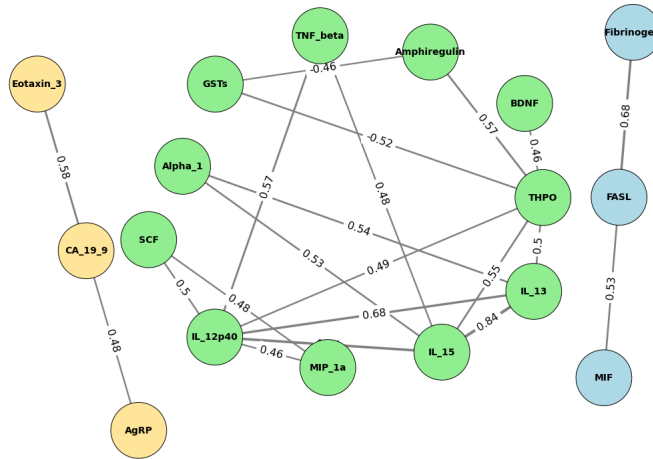 TNF_beta
Fibrinoge
Amphiregulin
-0.46
Eotaxin_3
GSTs
BDNF
0.68
0.57
-0.52
0.46
0.58
Alpha_1
0.57
0.48
THPO
FASL
0.54
SCF
CA_19_9
0.5
0.53
0.49
0.55
0.5
0.48
IL_13
0.53
0.68
0.84
IL_12p40
0.46
IL_15
0.48
MIP_1a
MIF
AgRP